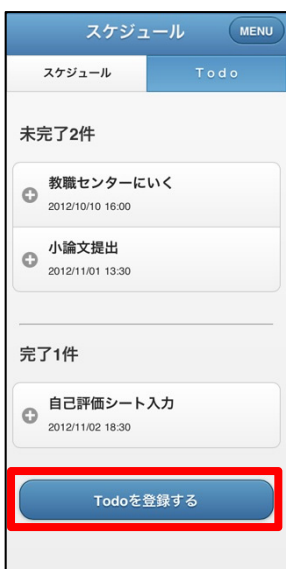 スケジュール
MENU
スケジュール
Todo
未完了2件
教職センターにいく
2012/10/10 16:00
小論文提出
2012/11/01 13:30
完了1件
自己評価シート入力
2012/11/02 18:30
Todoを登録する